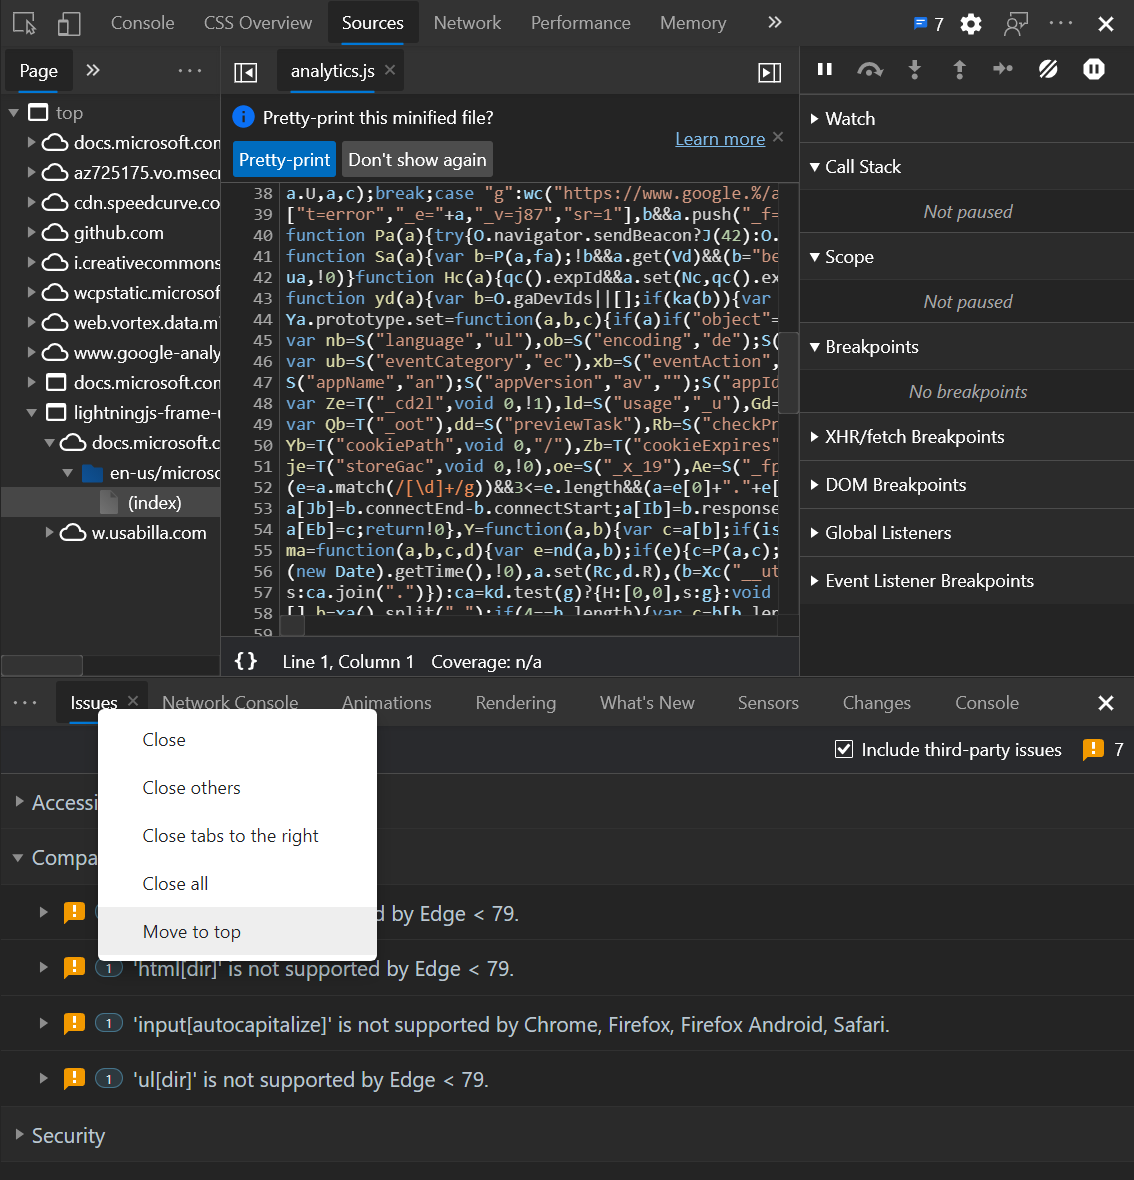 Console CSS Overview Sources Network Performance Memory 7
Page
analytics.js
top
docs.microsoft.com
az725175.vo.msecn
cdn.speedcurve.co
github.com
i.creativecommons
wcpstatic.microsof
web.vortex.data.m
www.google-analy
docs.microsoft.com
lightningjs-frame-u
docs.microsoft.c
en-us/microso
(index)
w.usabilla.com
Pretty-print this minified file?
Learn more
Pretty-print Don't show again
38 a.U,a,c);break;case "g":wc("https://www.google.%/a
39 ["t=error","_e="+a,"_v=j87","sr=1"],b&&a.push("_f=
40 function Pa(a){try{O.navigator.sendBeacon?J(42):O.
41 function Sa(a){var b=P(a,fa);!b&&a.get(Vd)&&(b="be
42 ua,!0)}function Hc(a){qc().expId&&a.set(Nc,qc().ex
43 function yd(a){var b=O.gaDevIds||[];if(ka(b)){var
44 Ya.prototype.set=function(a,b,c){if(a)if("object"=
45 var nb=S("language","ul"),ob=S("encoding","de");S(
46 var ub=S("eventCategory","ec"),xb=S("eventAction",
47 S("appName","an");S("appVersion","av","");S("appId
48 var Ze=T("_cd2l",void 0,!1),ld=S("usage","_u"),Gd=
49 var Qb=T("_oot"),dd=S("previewTask"),Rb=S("checkPr
50 Yb=T("cookiePath",void 0,"/"),Zb=T("cookieExpires"
51 je=T("storeGac",void 0,!0),oe=S("_x_19"),Ae=S("_fp
52 (e=a.match(/[\d]+/g))&&3<=e.length&&(a=e[0]+"."+e[
53 a[Jb]=b.connectEnd-b.connectStart;a[Ib]=b.response
54 a[Eb]=c;return!0},Y=function(a,b){var c=a[b];if(is
55 ma=function(a,b,c,d){var e=nd(a,b);if(e){c=P(a,c);
56 (new Date).getTime(),!0),a.set(Rc,d.R),(b=Xc("__ut
57 s:ca.join(".")}):ca=kd.test(g)?{H:[0,0],s:g}:void
58 [],b=xa().split("."):if(4==b.length){var c=b[b.len
59
{} Line 1, Column 1 Coverage: n/a
Watch
Call Stack
Not paused
Scope
Not paused
Breakpoints
No breakpoints
XHR/fetch Breakpoints
DOM Breakpoints
Global Listeners
Event Listener Breakpoints
Issues Network Console Animations Rendering What's New Sensors Changes Console
Include third-party issues 7
Close
Close others
Close tabs to the right
Close all
Move to top
Accessi
Compa
d by Edge < 79.
1 'html[dir]' is not supported by Edge < 79.
1 'input[autocapitalize]' is not supported by Chrome, Firefox, Firefox Android, Safari.
1 'ul[dir]' is not supported by Edge < 79.
Security